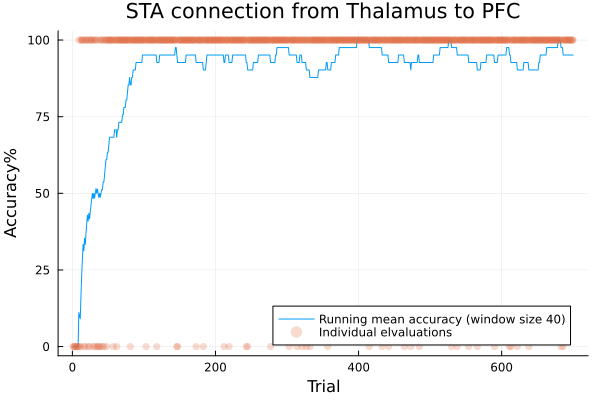 STA connection from Thalamus to PFC
100
75
50
25
0
Accuracy%
Running mean accuracy (window size 40)
Individual elvaluations
0
200
400
600
Trial